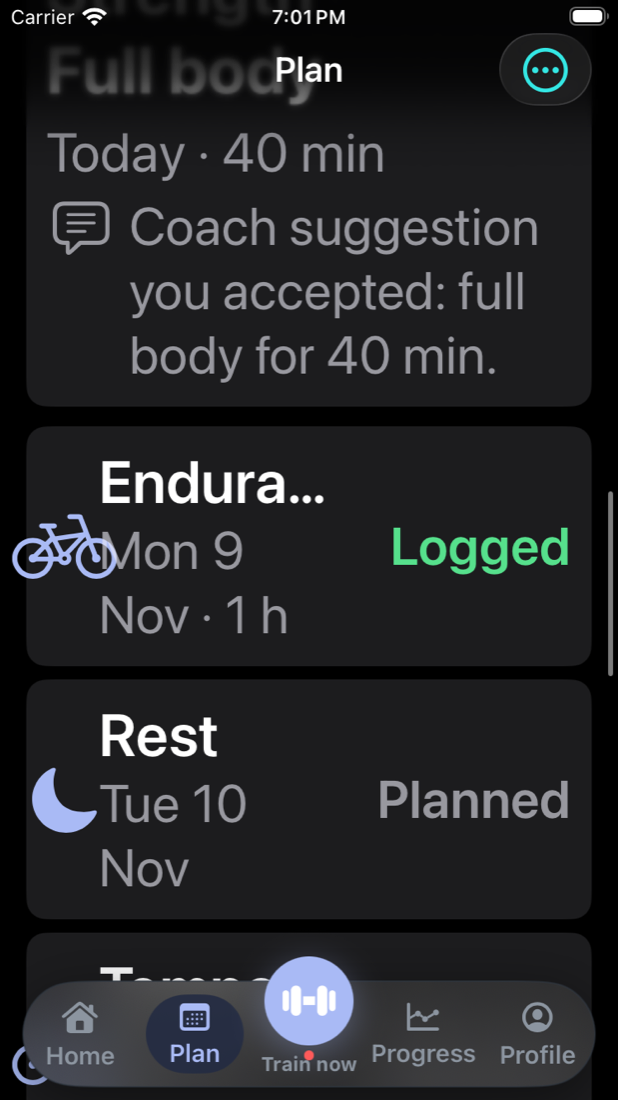 Carrier
7:01 PM
Full body
Plan
Today · 40 min
Coach suggestion
you accepted: full
body for 40 min.
Endura...
Mon 9
Nov · 1 h
Logged
Rest
Tue 10
Nov
Planned
Home
Plan
Train now
Progress
Profile